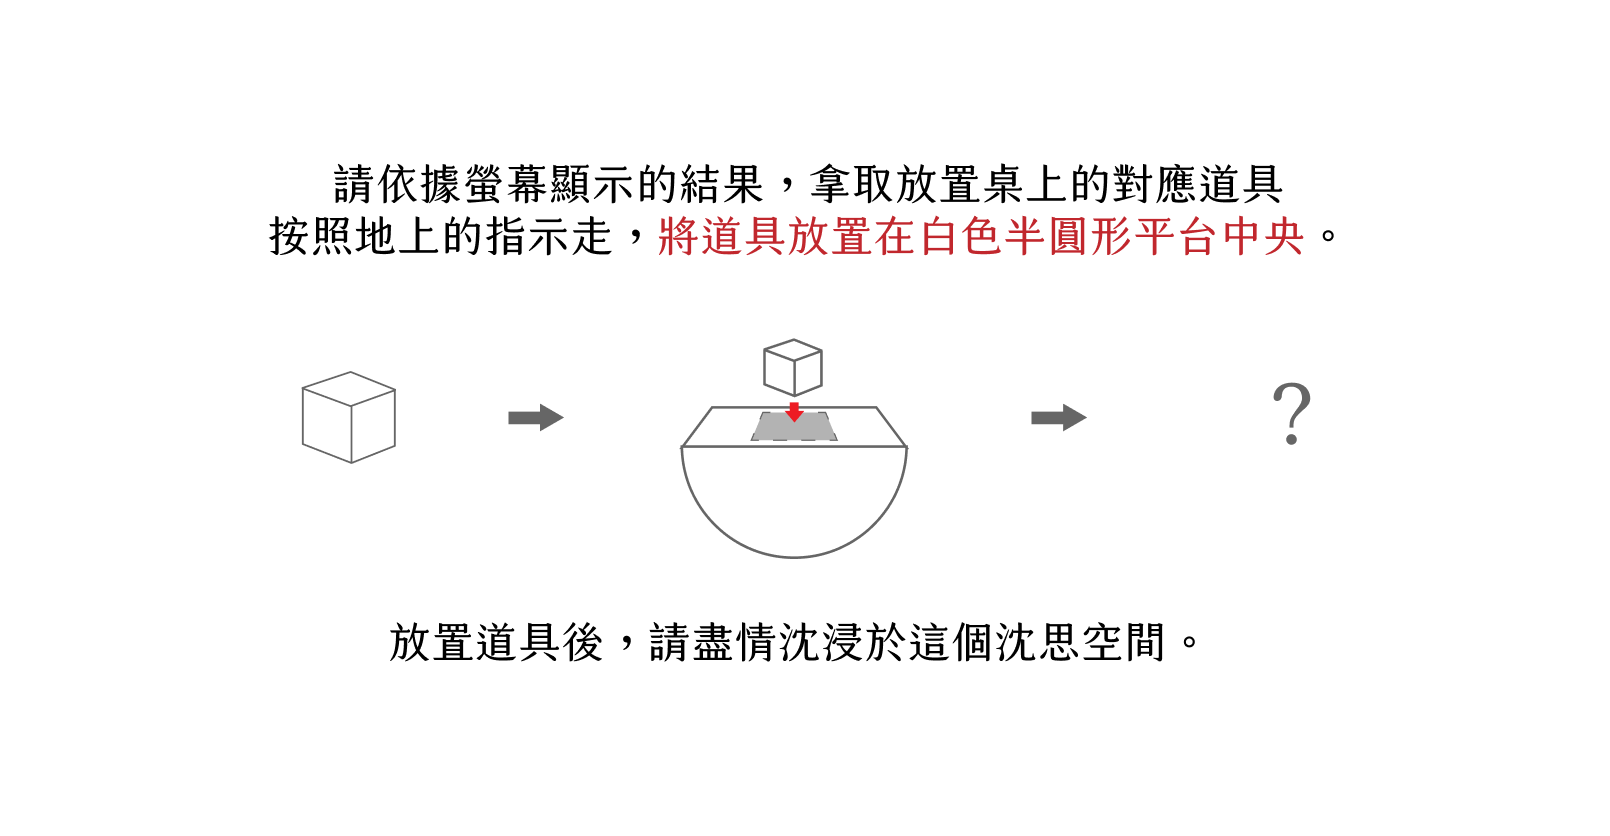 請依據螢幕顯示的結果，拿取放置桌上的對應道具
按照地上的指示走，將道具放置在白色半圓形平台中央。
?
放置道具後，請盡情沈浸於這個沈思空間。